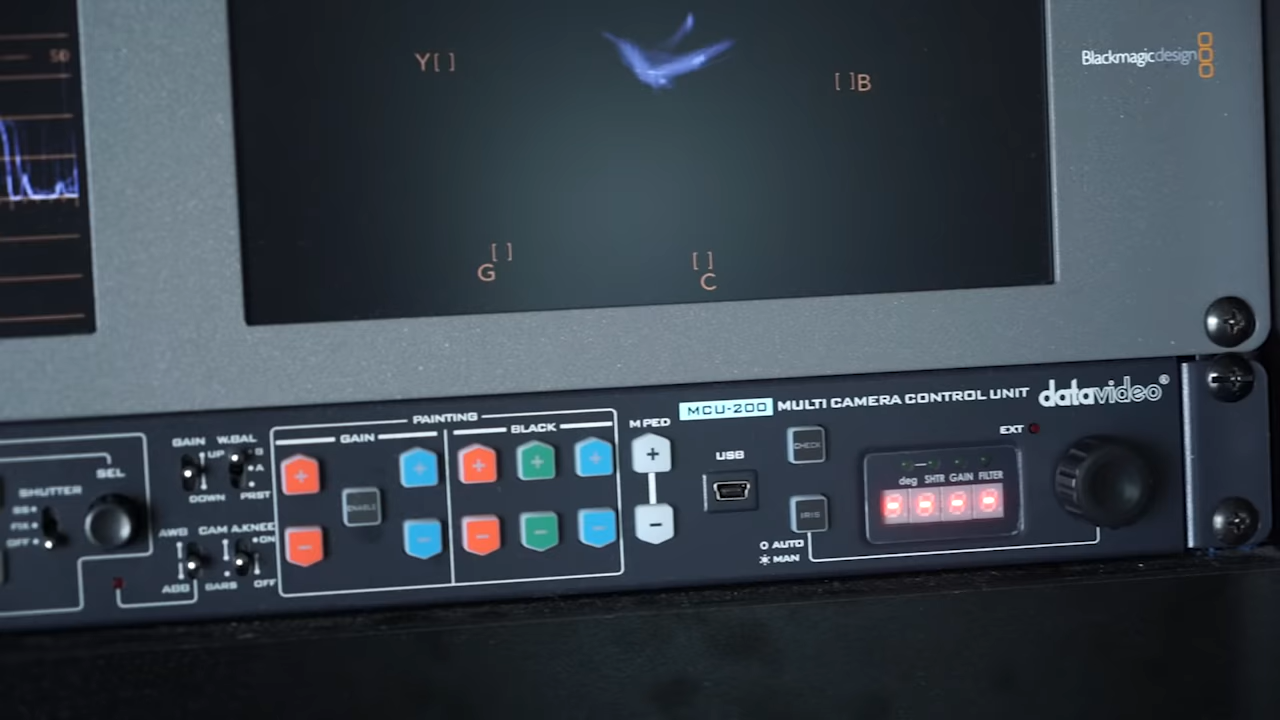 50
Y[ ]
[ ]B
[ ]
G
[ ]
C
Blackmagicdesign
MCU-200 MULTI CAMERA CONTROL UNIT datavideo®
PAINTING
GAIN
BLACK
M PED
GAIN W.BAL
UP
B
A
DOWN PRST
SEL
SHUTTER
SS
FIX
OFF
AWB
CAM A.KNEE
ON
ABB
BARS
OFF
+
+
+
+
+
+
ENABLE
-
-
-
-
-
-
USB
CHECK
IRIS
O AUTO
MAN
EXT
deg SHTR GAIN FILTER
- - - -